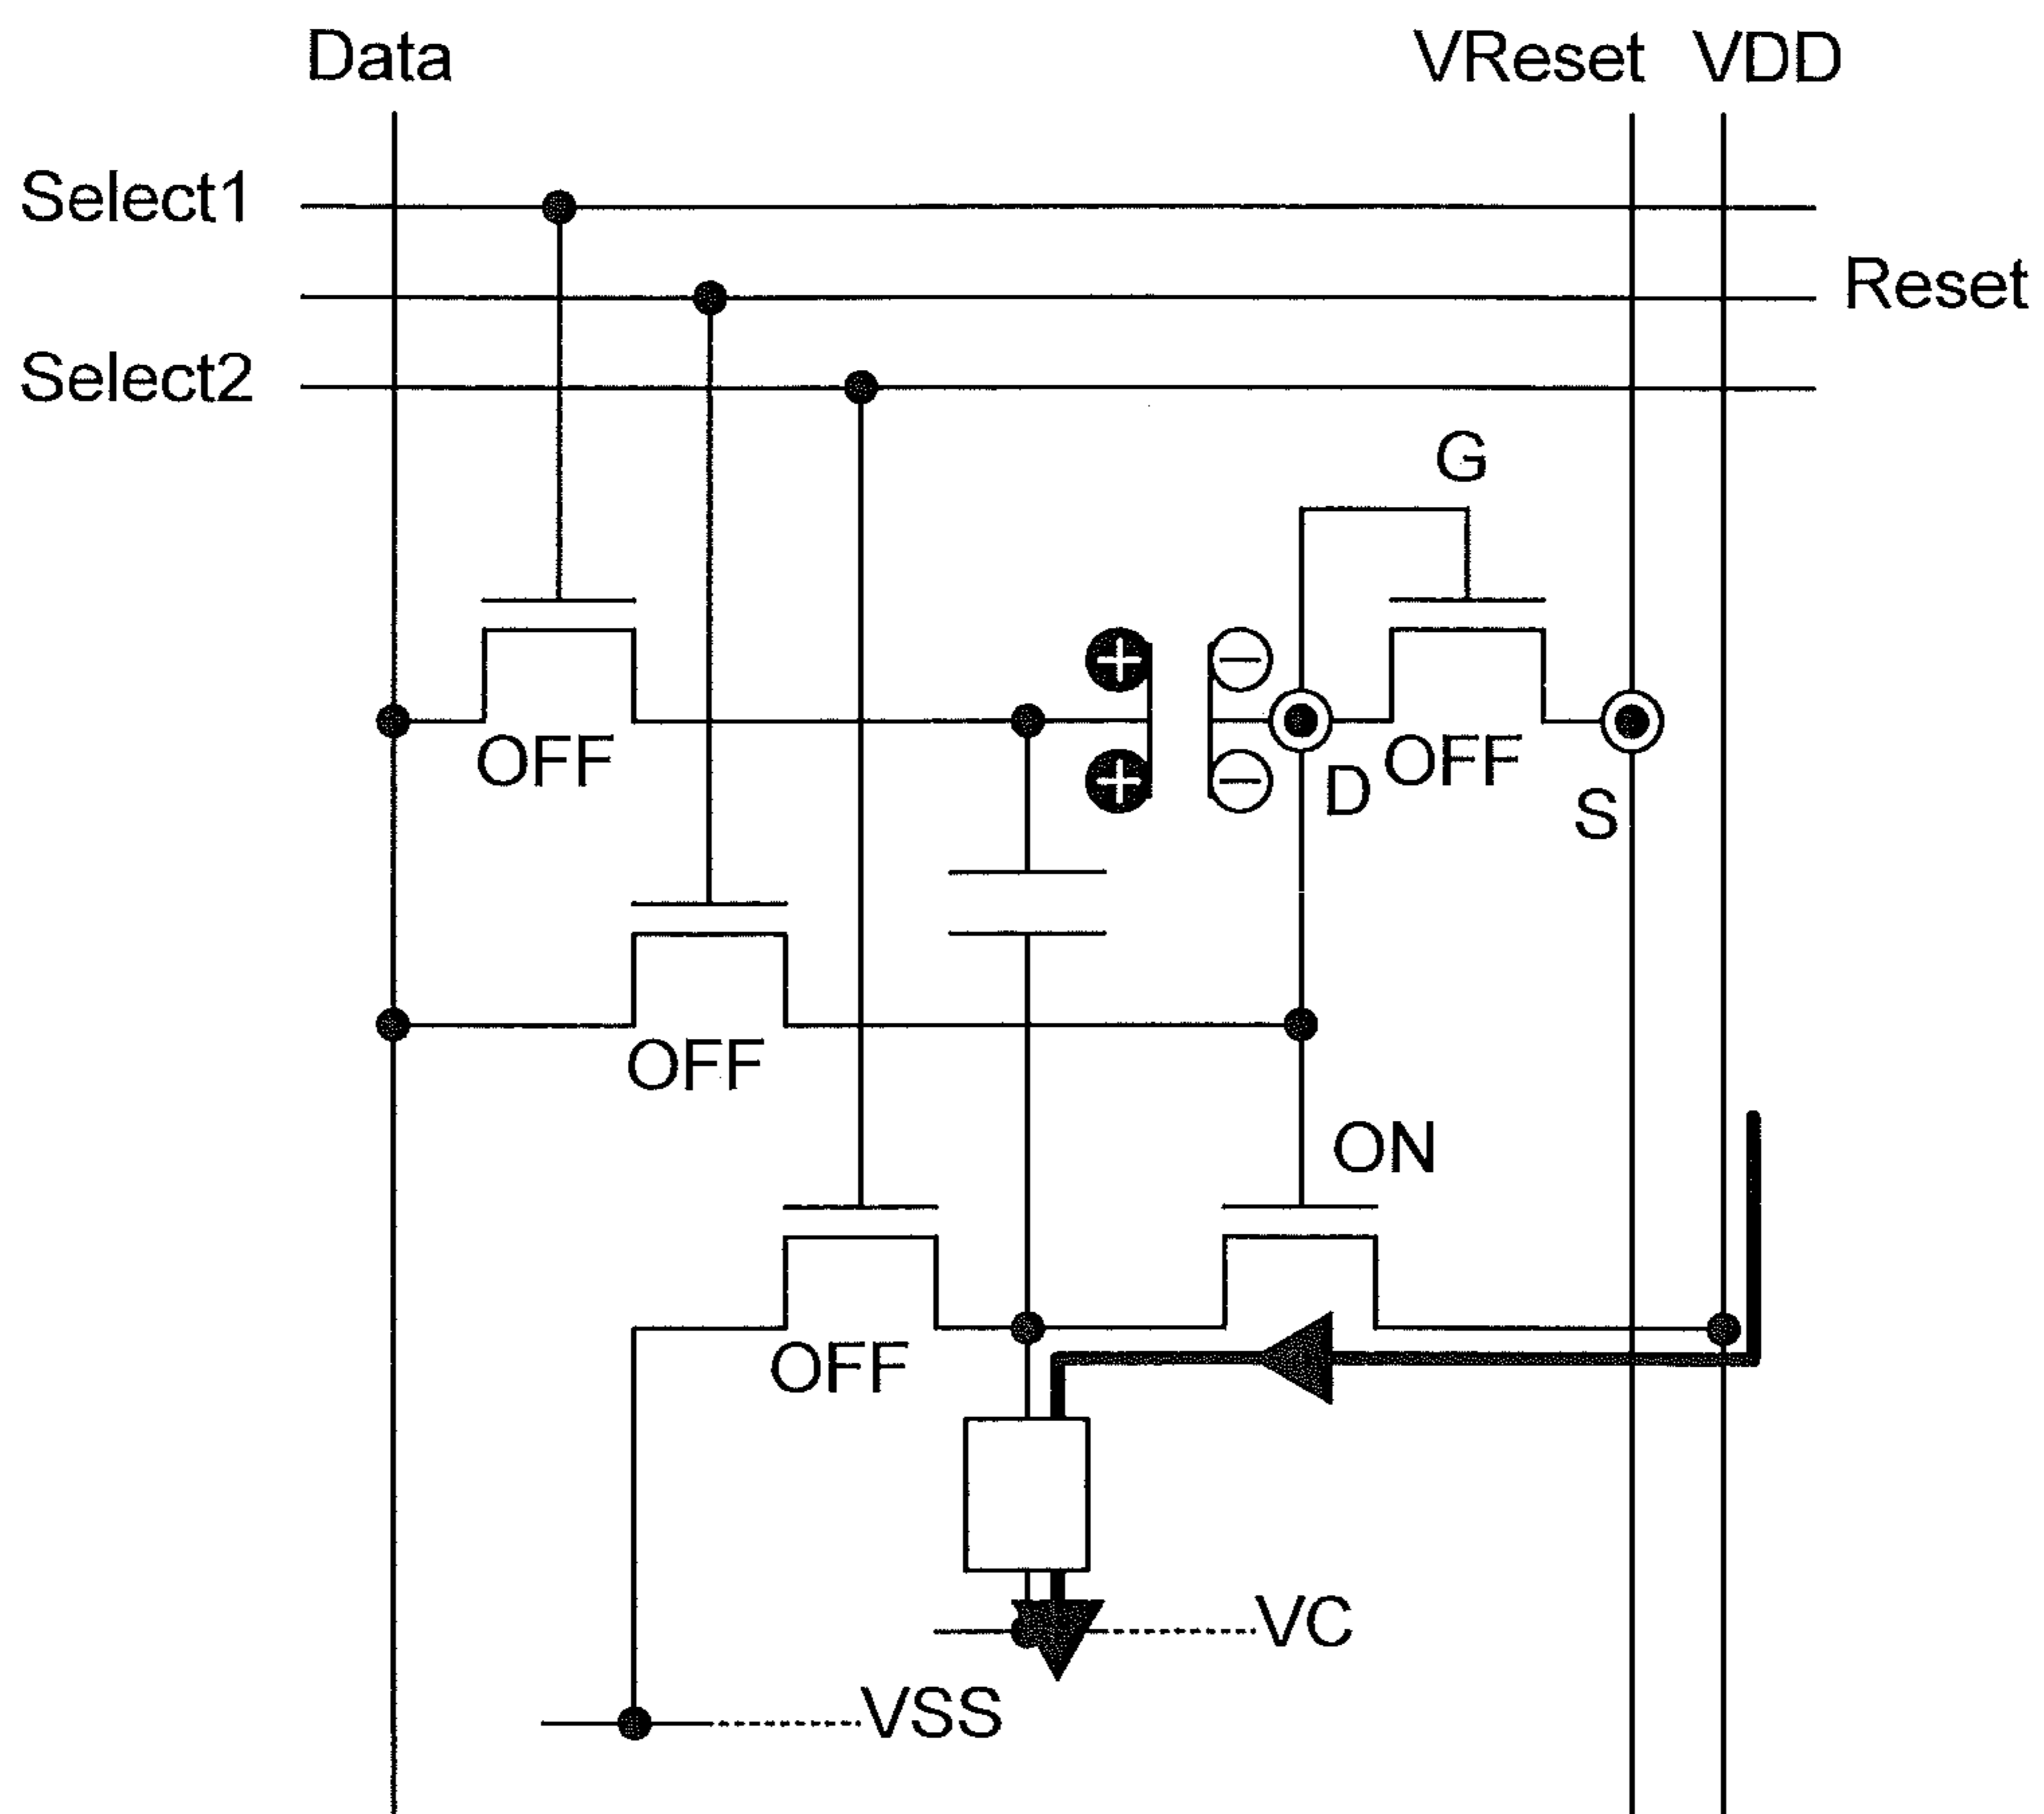 Data
VReset
VDD
Select1
Reset
Select2
G
OFF
D
OFF
S
OFF
ON
OFF
VC
VSS